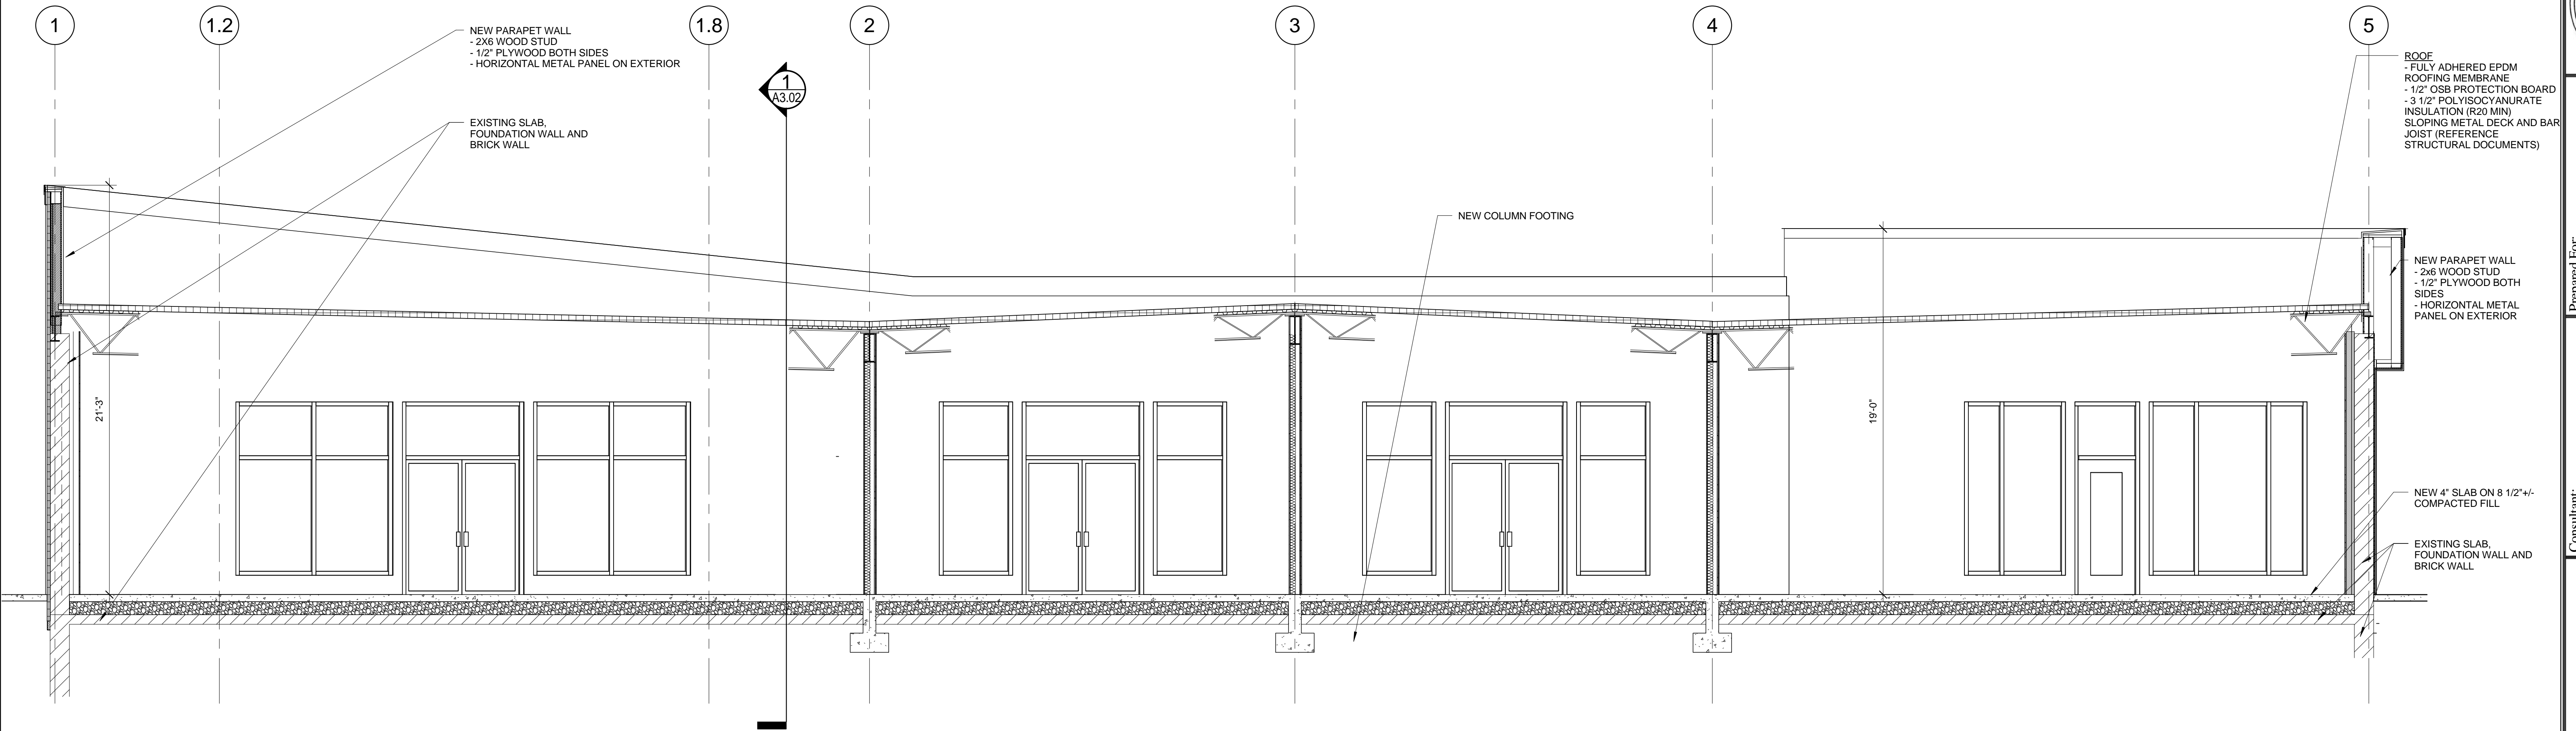 1
1.2
1.8
2
3
4
5
NEW PARAPET WALL
- 2X6 WOOD STUD
- 1/2" PLYWOOD BOTH SIDES
- HORIZONTAL METAL PANEL ON EXTERIOR
1
A3.02
ROOF
- FULY ADHERED EPDM
ROOFING MEMBRANE
- 1/2" OSB PROTECTION BOARD
- 3 1/2" POLYISOCYANURATE
INSULATION (R20 MIN)
SLOPING METAL DECK AND BAR
JOIST (REFERENCE
STRUCTURAL DOCUMENTS)
EXISTING SLAB,
FOUNDATION WALL AND
BRICK WALL
NEW COLUMN FOOTING
NEW PARAPET WALL
- 2x6 WOOD STUD
- 1/2" PLYWOOD BOTH
SIDES
- HORIZONTAL METAL
PANEL ON EXTERIOR
21'-3"
19'-0"
NEW 4" SLAB ON 8 1/2"+/-
COMPACTED FILL
EXISTING SLAB,
FOUNDATION WALL AND
BRICK WALL
Prepared For:
Consultant: